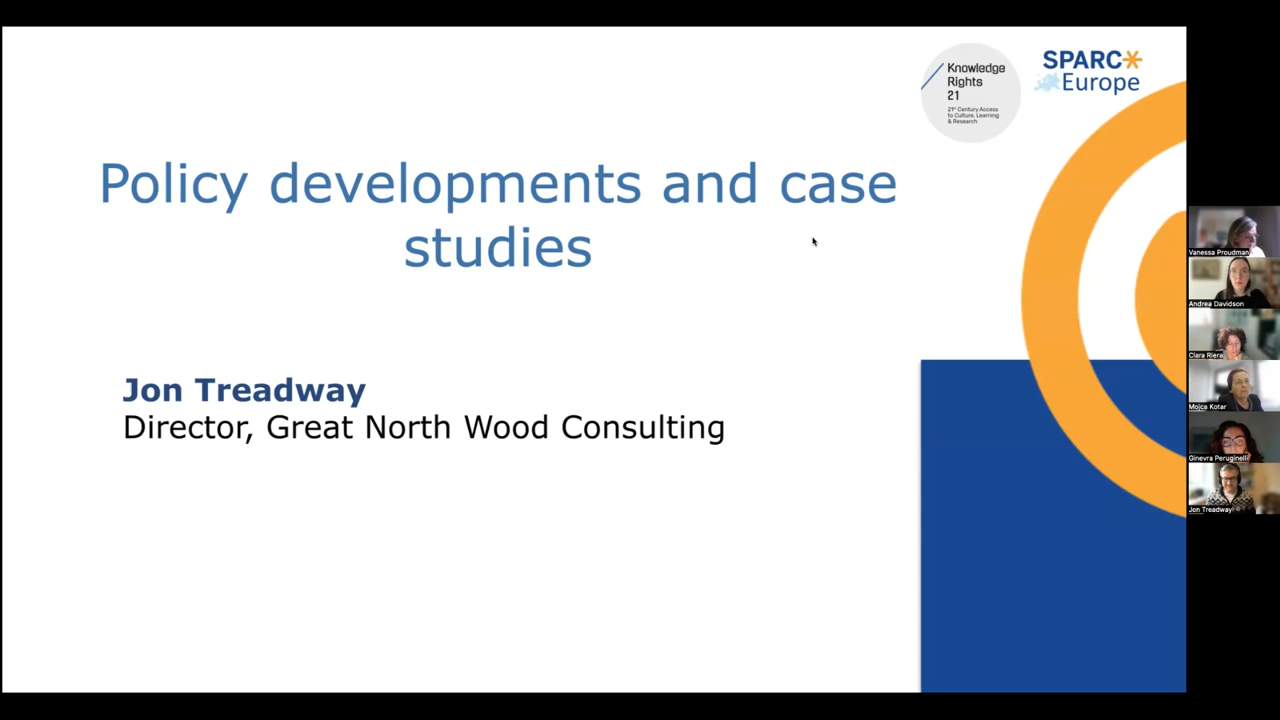 Knowledge
Rights
21
21st Century Access
to Culture, Learning
& Research
SPARC
Europe
Policy developments and case
studies
Jon Treadway
Director, Great North Wood Consulting
Vanessa Proudman
Andrea Davidson
Clara Riera
Mojca Kotar
Ginevra Peruginelli
Jon Treadway